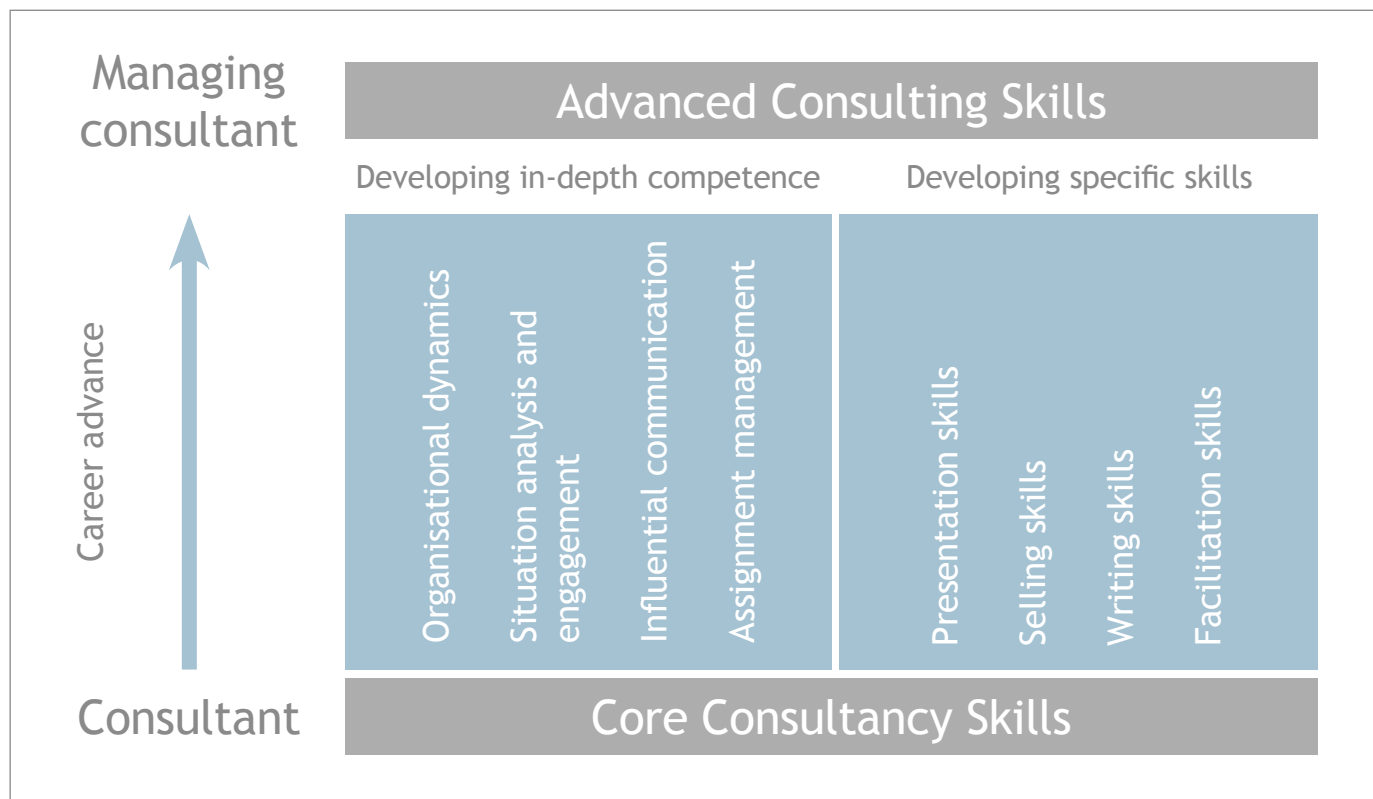 Managing
consultant
Advanced Consulting Skills
Developing in-depth competence
Developing specific skills
Career advance
Organisational dynamics
Situation analysis and
engagement
Influential communication
Assignment management
Presentation skills
Selling skills
Writing skills
Facilitation skills
Consultant
Core Consultancy Skills